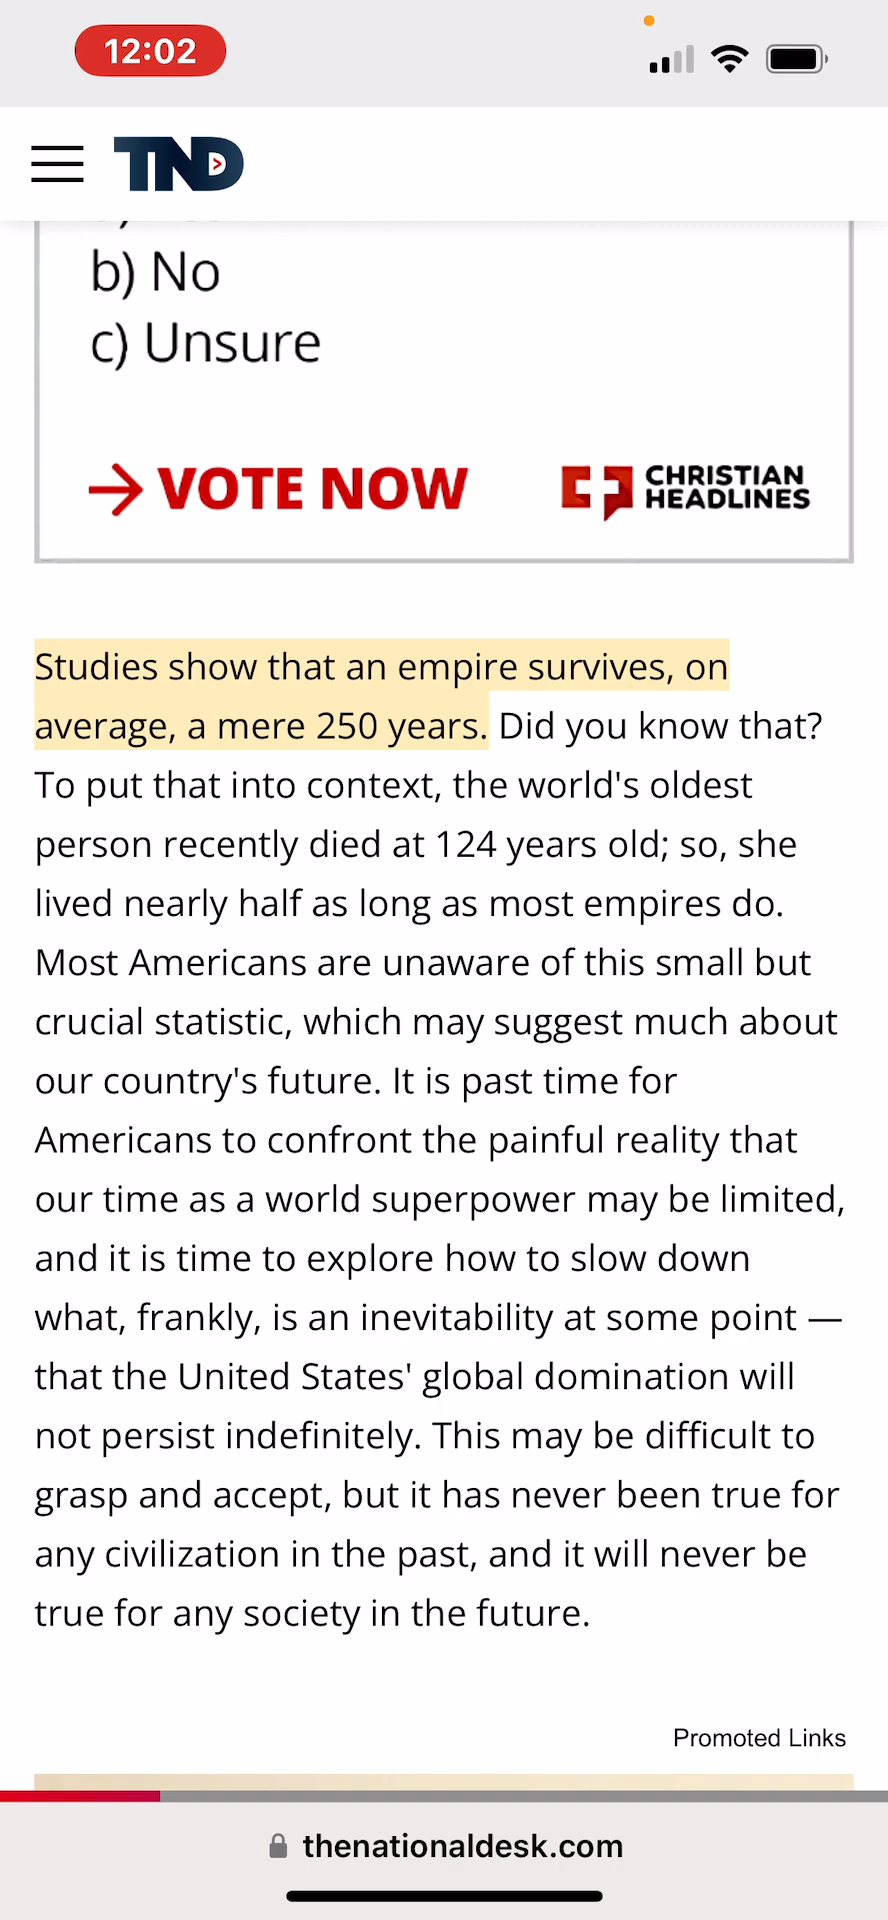 12:02
TND
b) No
c) Unsure
VOTE NOW
CHRISTIAN
HEADLINES
Studies show that an empire survives, on
average, a mere 250 years. Did you know that?
To put that into context, the world's oldest
person recently died at 124 years old; so, she
lived nearly half as long as most empires do.
Most Americans are unaware of this small but
crucial statistic, which may suggest much about
our country's future. It is past time for
Americans to confront the painful reality that
our time as a world superpower may be limited,
and it is time to explore how to slow down
what, frankly, is an inevitability at some point —
that the United States' global domination will
not persist indefinitely. This may be difficult to
grasp and accept, but it has never been true for
any civilization in the past, and it will never be
true for any society in the future.
Promoted Links
thenationaldesk.com